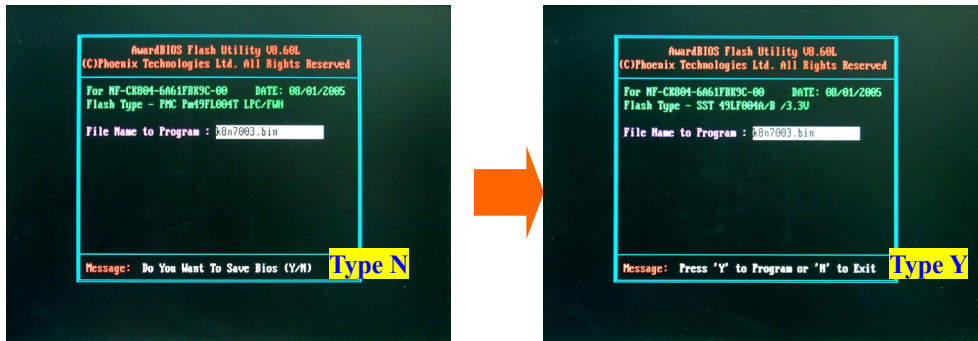 AwardBIOS Flash Utility V8.60L
(C)Phoenix Technologies Ltd. All Rights Reserved
For NF-CK804-6A61FBK9C-00 DATE: 08/01/2005
Flash Type - PMC Pm49FL004T LPC/FWH
File Name to Program : k8n7003.bin
Message: Do You Want To Save Bios (Y/N)
Type N
AwardBIOS Flash Utility V8.60L
(C)Phoenix Technologies Ltd. All Rights Reserved
For NF-CK804-6A61FBK9C-00 DATE: 08/01/2005
Flash Type - SST 49LF004A/B /3.3V
File Name to Program : k8n7003.bin
Message: Press 'Y' to Program or 'N' to Exit
Type Y